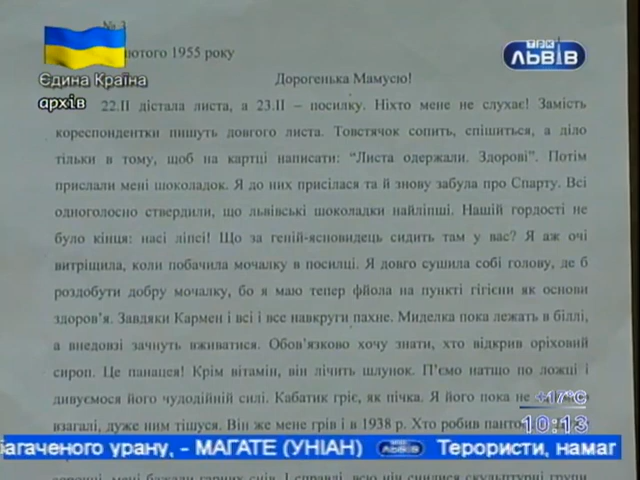 № 3
лютого 1955 року
Дорогенька Мамусю!
22.II дістала листа, а 23.II – посилку. Ніхто мене не слухає! Замість
кореспондентки пишуть довгого листа. Товстячок сопить, спішиться, а діло
тільки в тому, щоб на картці написати: “Листа одержали. Здорові”. Потім
прислали мені шоколадок. Я до них присілася та й знову забула про Спарту. Всі
одноголосно ствердили, що львівські шоколадки найліпші. Нашій гордості не
було кінця: насі ліпсі! Що за геній-ясновидець сидить там у вас? Я аж очі
витріщила, коли побачила мочалку в посилці. Я довго сушила собі голову, де б
роздобути добру мочалку, бо я маю тепер фйола на пункті гігієни як основи
здоров’я. Завдяки Кармен і всі і все навкруги пахне. Миделка пока лежать в біллі,
а внедовзі зачнуть вживатися. Обов’язково хочу знати, хто відкрив оріховий
сироп. Це панацея! Крім вітамін, він лічить шлунок. П’ємо натщо по ложці і
дивуємося його чудодійній силі. Кабатик гріє, як пічка. Я його пока не
взагалі, дуже ним тішуся. Він же мене грів і в 1938 р. Хто робив
Єдина Країна
архів
ТРК
ЛЬВІВ
+17°C
10:13
багаченого урану, - МАГАТЕ (УНІАН) ЛЬВІВ Терористи, намаг